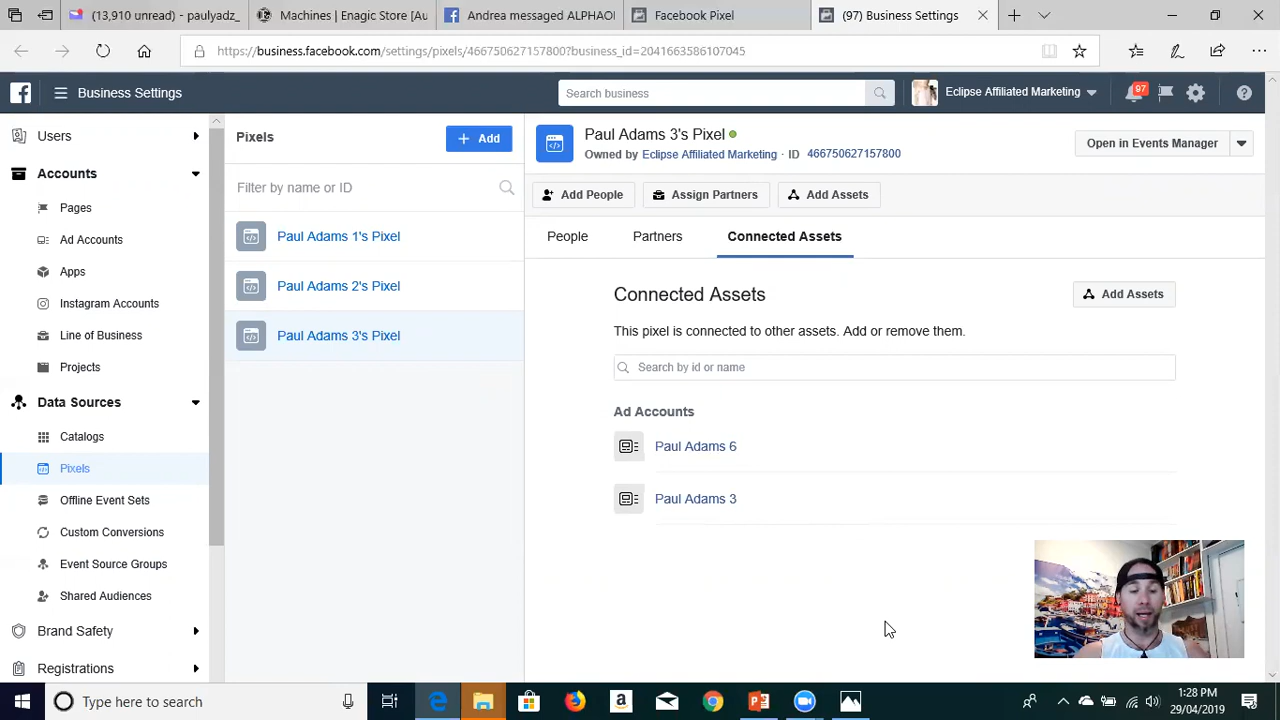 (13,910 unread) - paulyadz_
Machines | Enagic Store [Au
Andrea messaged ALPHAO
Facebook Pixel
(97) Business Settings
https://business.facebook.com/settings/pixels/466750627157800?business_id=2041663586107045
Business Settings
Search business
Eclipse Affiliated Marketing
97
Users
Accounts
Pages
Ad Accounts
Apps
Instagram Accounts
Line of Business
Projects
Data Sources
Catalogs
Pixels
Offline Event Sets
Custom Conversions
Event Source Groups
Shared Audiences
Brand Safety
Registrations
Pixels
+ Add
Filter by name or ID
Paul Adams 1's Pixel
Paul Adams 2's Pixel
Paul Adams 3's Pixel
Paul Adams 3's Pixel
Owned by Eclipse Affiliated Marketing · ID 466750627157800
Open in Events Manager
Add People
Assign Partners
Add Assets
People
Partners
Connected Assets
Connected Assets
Add Assets
This pixel is connected to other assets. Add or remove them.
Search by id or name
Ad Accounts
Paul Adams 6
Paul Adams 3
Type here to search
1:28 PM
29/04/2019